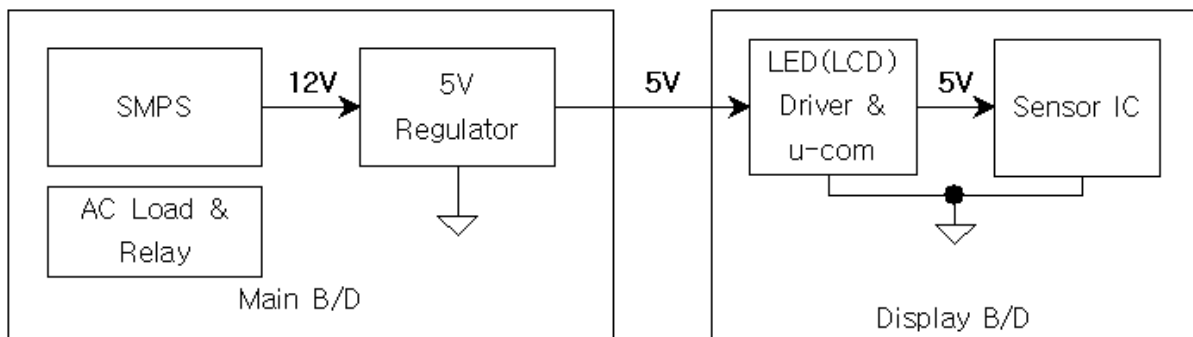 SMPS
12V
5V
Regulator
5V
LED(LCD)
Driver &
u-com
5V
Sensor IC
AC Load &
Relay
Main B/D
Display B/D